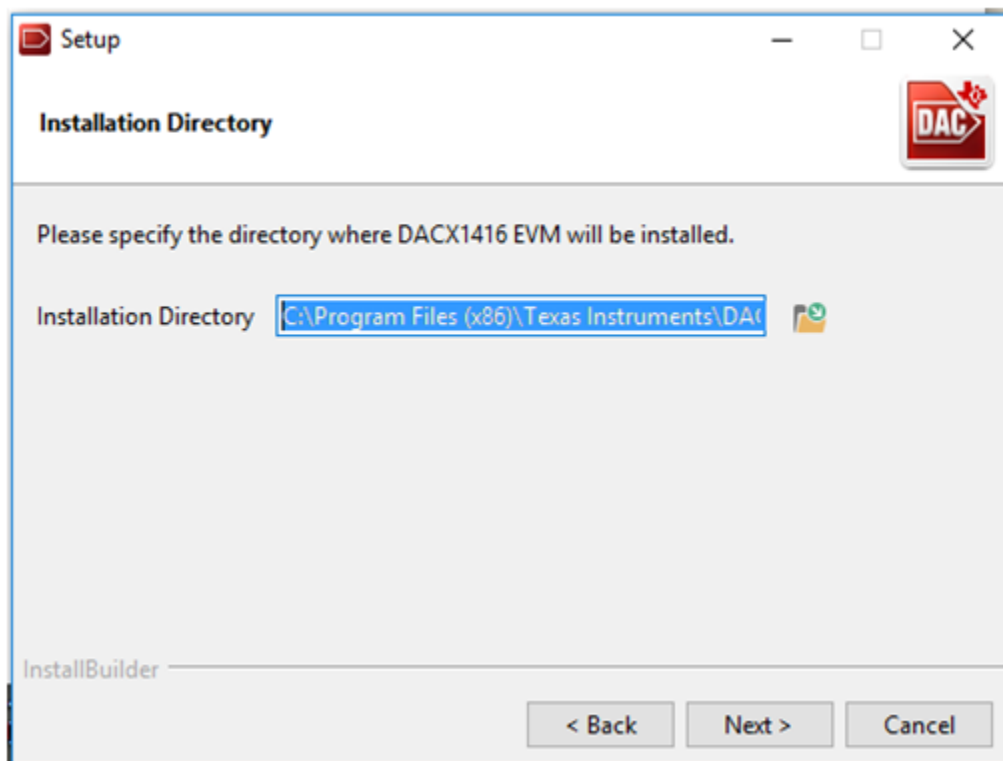 Setup
Installation Directory
DAC
Please specify the directory where DACX1416 EVM will be installed.
Installation Directory C:\Program Files (x86)\Texas Instruments\DAC
InstallBuilder
< Back Next > Cancel